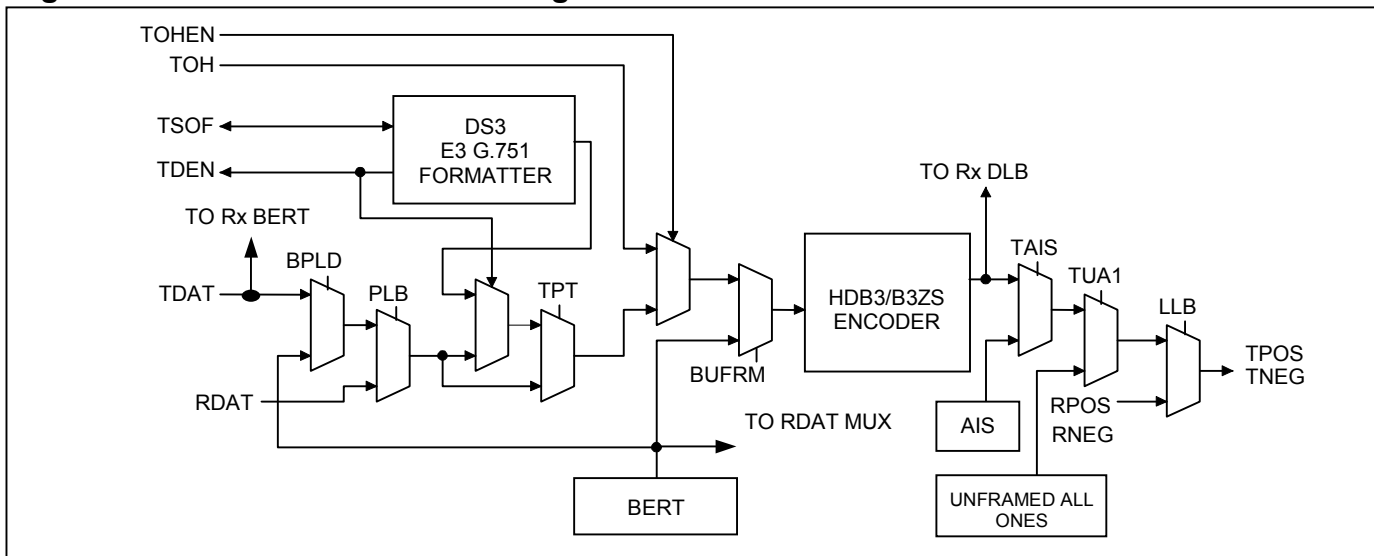 TOHEN
TOH
TSOF
DS3
E3 G.751
FORMATTER
TDEN
TO Rx BERT
TO Rx DLB
BPLD
TDAT
PLB
TPT
HDB3/B3ZS
ENCODER
TAIS
TUA1
LLB
TPOS
TNEG
BUFRM
RDAT
TO RDAT MUX
AIS
RPOS
RNEG
BERT
UNFRAMED ALL
ONES